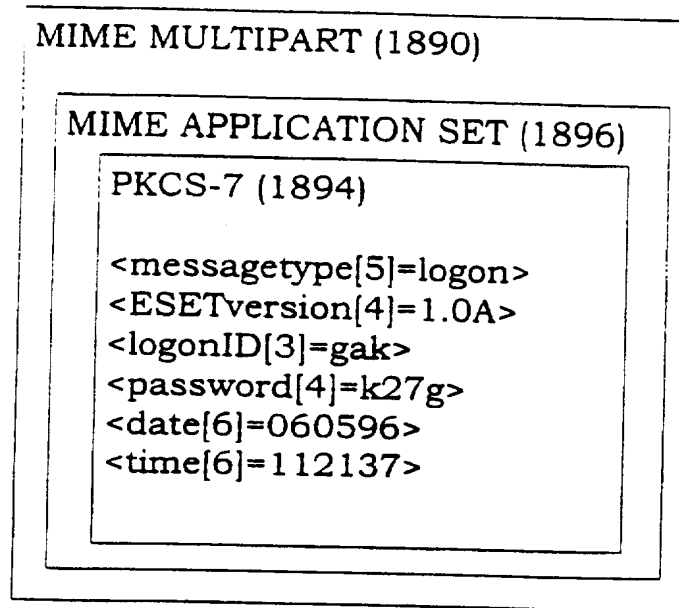 MIME MULTIPART (1890)
MIME APPLICATION SET (1896)
PKCS-7 (1894)
<messagetype[5]=logon>
<ESETversion[4]=1.0A>
<logonID[3]=gak>
<password[4]=k27g>
<date[6]=060596>
<time[6]=112137>